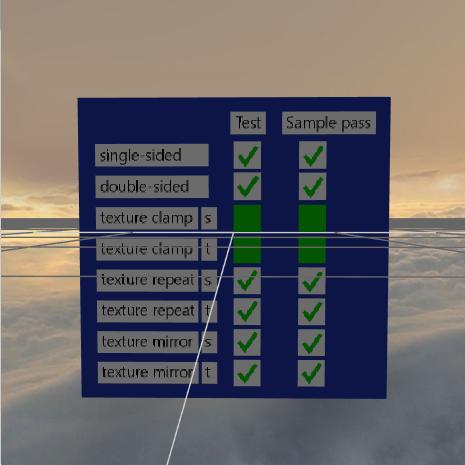 Test Sample pass
single-sided
double-sided
texture clamp s
texture clamp t
texture repeat s
texture repeat t
texture mirror s
texture mirror t